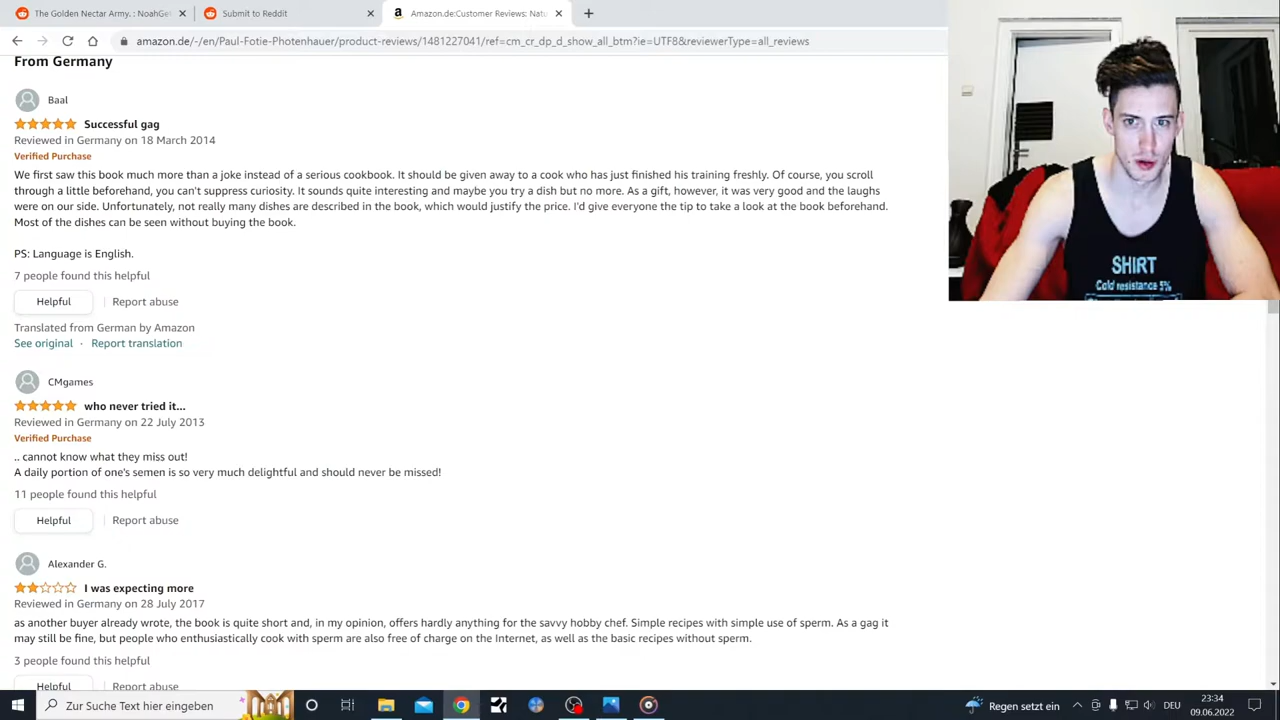 The Golden Nectar Army. : NoahGe
Submit to Reddit
Amazon.de:Customer Reviews: Natu
amazon.de/-/en/Paul-Fotie-Photenh
review/148122704
cr_dp_d_show_all_btm?ie=UTF8&reviewerType=all_reviews
From Germany
Baal
Successful gag
Reviewed in Germany on 18 March 2014
Verified Purchase
We first saw this book much more than a joke instead of a serious cookbook. It should be given away to a cook who has just finished his training freshly. Of course, you scroll
through a little beforehand, you can't suppress curiosity. It sounds quite interesting and maybe you try a dish but no more. As a gift, however, it was very good and the laughs
were on our side. Unfortunately, not really many dishes are described in the book, which would justify the price. I'd give everyone the tip to take a look at the book beforehand.
Most of the dishes can be seen without buying the book.
PS: Language is English.
7 people found this helpful
Helpful | Report abuse
Translated from German by Amazon
See original · Report translation
CMgames
who never tried it...
Reviewed in Germany on 22 July 2013
Verified Purchase
.. cannot know what they miss out!
A daily portion of one's semen is so very much delightful and should never be missed!
11 people found this helpful
Helpful | Report abuse
Alexander G.
I was expecting more
Reviewed in Germany on 28 July 2017
as another buyer already wrote, the book is quite short and, in my opinion, offers hardly anything for the savvy hobby chef. Simple recipes with simple use of sperm. As a gag it
may still be fine, but people who enthusiastically cook with sperm are also free of charge on the Internet, as well as the basic recipes without sperm.
3 people found this helpful
Helpful | Report abuse
SHIRT
Cold resistance 5%
Zur Suche Text hier eingeben
Regen setzt ein
DEU
23:34
09.06.2022